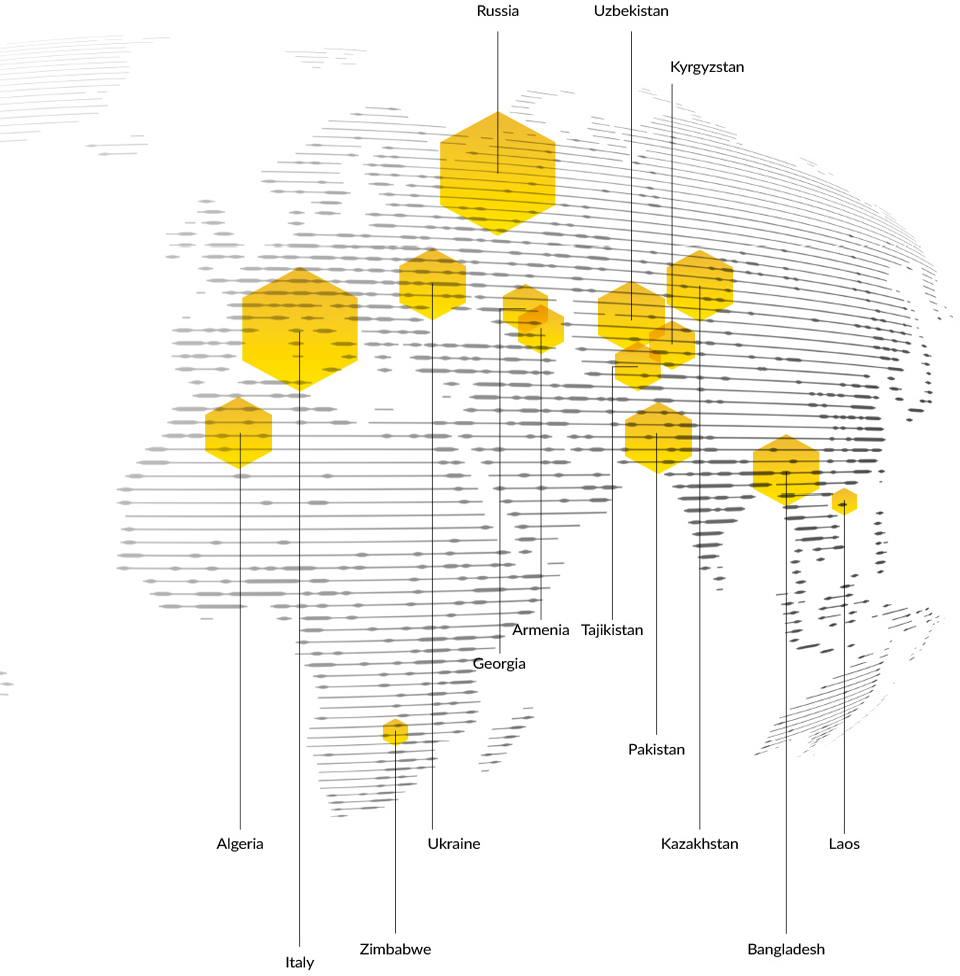 Russia
Uzbekistan
Kyrgyzstan
Armenia
Tajikistan
Georgia
Pakistan
Algeria
Ukraine
Kazakhstan
Laos
Zimbabwe
Bangladesh
Italy